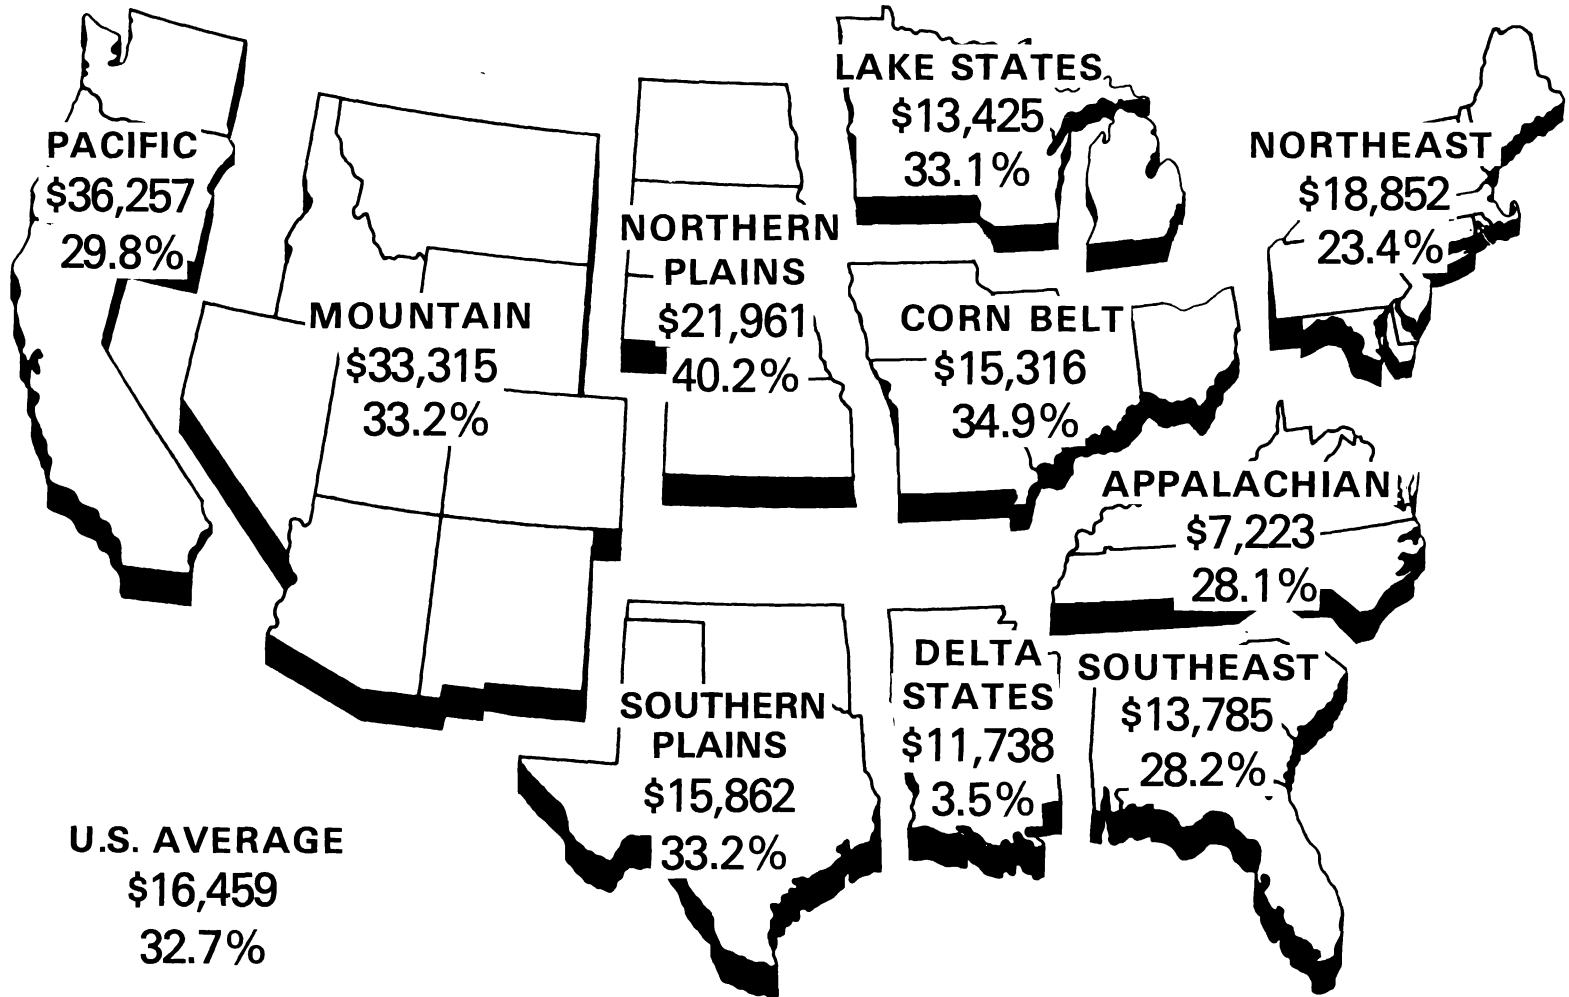 LAKE STATES
$13,425
33.1%
PACIFIC
$36,257
29.8%
NORTHEAST
$18,852
23.4%
NORTHERN
PLAINS
$21,961
40.2%
MOUNTAIN
$33,315
33.2%
CORN BELT
$15,316
34.9%
APPALACHIAN
$7,223
28.1%
DELTA
STATES
$11,738
3.5%
SOUTHEAST
$13,785
28.2%
SOUTHERN
PLAINS
$15,862
33.2%
U.S. AVERAGE
$16,459
32.7%